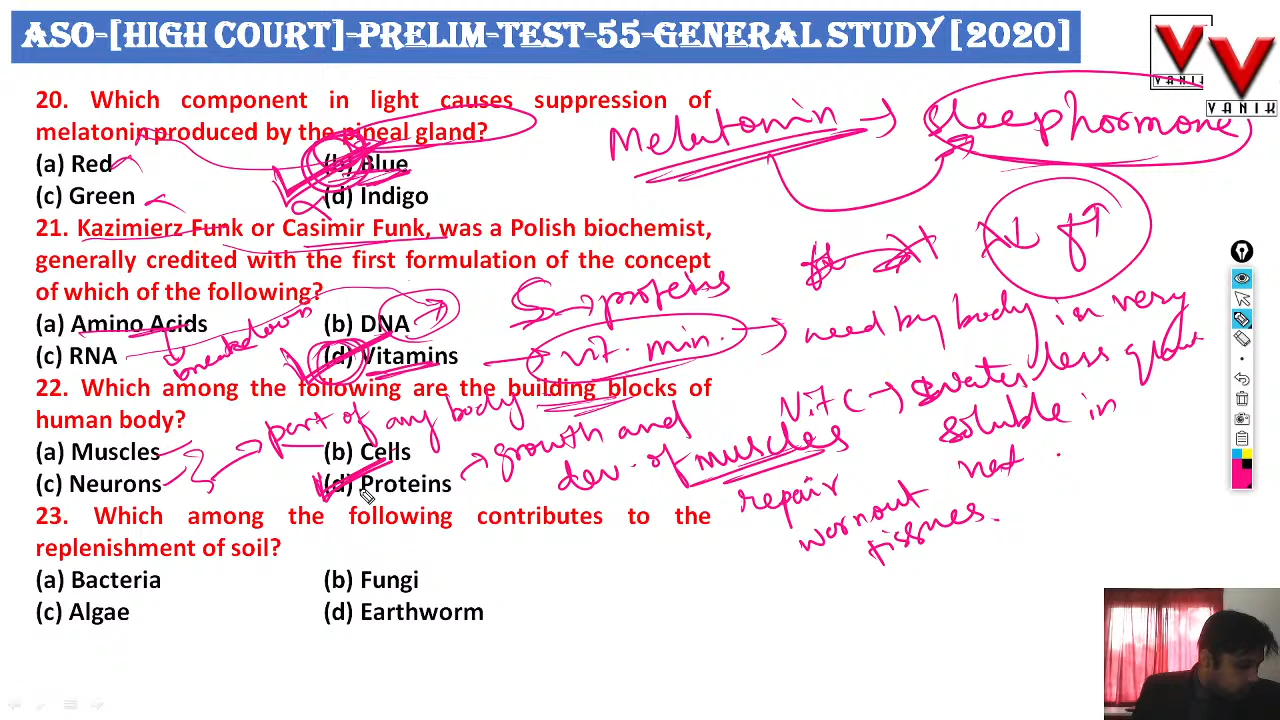 ASO-[HIGH COURT]-PRELIM-TEST-55-GENERAL STUDY [2020]
VANIK
VANIK
20. Which component in light causes suppression of
melatonin produced by the pineal gland?
(a) Red (b) Blue
(c) Green (d) Indigo
Melatonin → sleephormone
21. Kazimierz Funk or Casimir Funk, was a Polish biochemist,
generally credited with the first formulation of the concept
of which of the following?
(a) Amino Acids (b) DNA
(c) RNA (d) Vitamins
breakdown
→ proteins
vit. min. → need by body in very
less
22. Which among the following are the building blocks of
human body?
(a) Muscles (b) Cells
(c) Neurons (d) Proteins
part of any body
→ growth and
dev. of muscles
repair
wornout
tissues.
Vit C → water
soluble in
23. Which among the following contributes to the
replenishment of soil?
(a) Bacteria (b) Fungi
(c) Algae (d) Earthworm